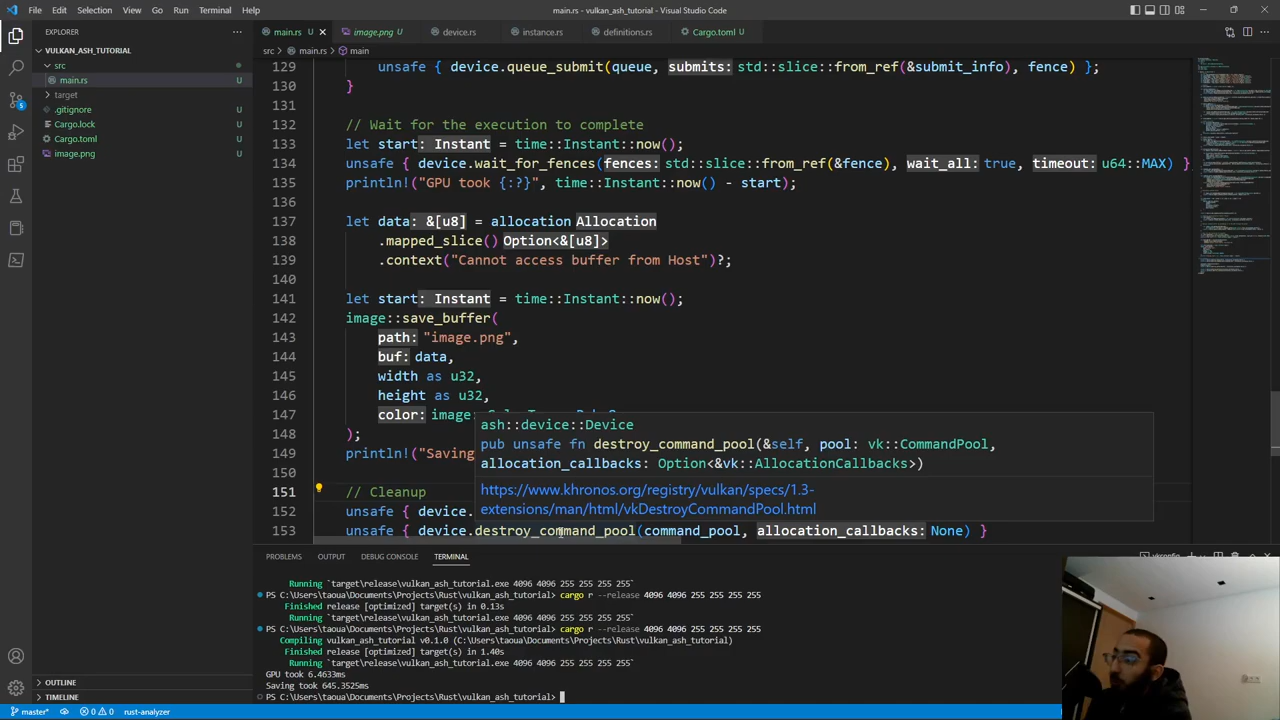 File Edit Selection View Go Run Terminal Help
main.rs - vulkan_ash_tutorial - Visual Studio Code
EXPLORER
VULKAN_ASH_TUTORIAL
src
main.rs U
target
.gitignore U
Cargo.lock U
Cargo.toml U
image.png U
OUTLINE
TIMELINE
5
main.rs U image.png U device.rs instance.rs definitions.rs Cargo.toml U
src > main.rs > main
129 unsafe { device.queue_submit(queue, submits: std::slice::from_ref(&submit_info), fence) };
130 }
131
132 // Wait for the execution to complete
133 let start: Instant = time::Instant::now();
134 unsafe { device.wait_for_fences(fences: std::slice::from_ref(&fence), wait_all: true, timeout: u64::MAX) }
135 println!("GPU took {:?}", time::Instant::now() - start);
136
137 let data: &[u8] = allocation Allocation
138 .mapped_slice() Option<&[u8]>
139 .context("Cannot access buffer from Host")?;
140
141 let start: Instant = time::Instant::now();
142 image::save_buffer(
143 path: "image.png",
144 buf: data,
145 width as u32,
146 height as u32,
147 color: image:
148 );
149 println!("Saving
150
151 // Cleanup
152 unsafe { device.
153 unsafe { device.destroy_command_pool(command_pool, allocation_callbacks: None) }
ash::device::Device
pub unsafe fn destroy_command_pool(&self, pool: vk::CommandPool,
allocation_callbacks: Option<&vk::AllocationCallbacks>)
https://www.khronos.org/registry/vulkan/specs/1.3-
extensions/man/html/vkDestroyCommandPool.html
PROBLEMS OUTPUT DEBUG CONSOLE TERMINAL
vkconfig
Running `target\release\vulkan_ash_tutorial.exe 4096 4096 255 255 255 255`
PS C:\Users\taoua\Documents\Projects\Rust\vulkan_ash_tutorial> cargo r --release 4096 4096 255 255 255 255
Finished release [optimized] target(s) in 0.13s
Running `target\release\vulkan_ash_tutorial.exe 4096 4096 255 255 255 255`
PS C:\Users\taoua\Documents\Projects\Rust\vulkan_ash_tutorial> cargo r --release 4096 4096 255 255 255 255
Compiling vulkan_ash_tutorial v0.1.0 (C:\Users\taoua\Documents\Projects\Rust\vulkan_ash_tutorial)
Finished release [optimized] target(s) in 1.40s
Running `target\release\vulkan_ash_tutorial.exe 4096 4096 255 255 255 255`
GPU took 6.4633ms
Saving took 645.3525ms
PS C:\Users\taoua\Documents\Projects\Rust\vulkan_ash_tutorial>
master* 0 0 rust-analyzer